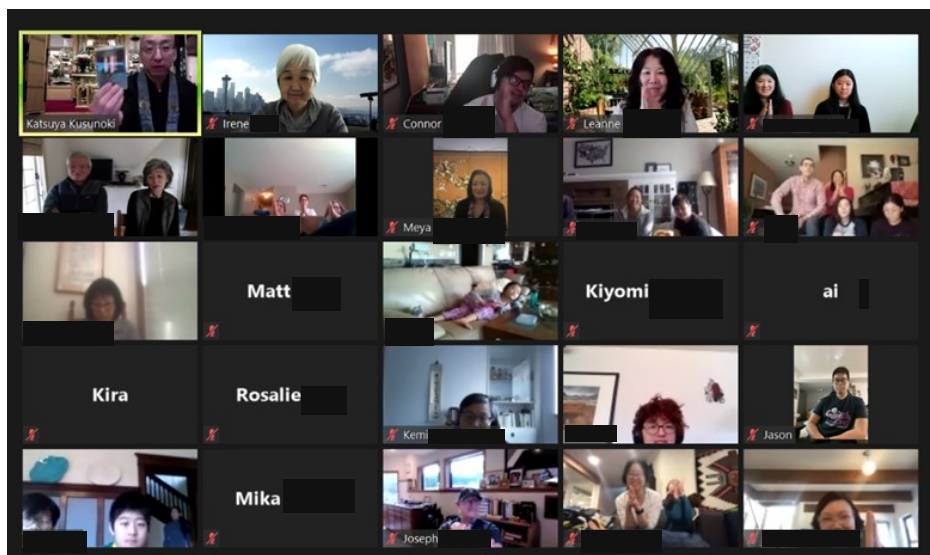 Katsuya Kusunoki
Irene
Connor
Leanne
Meya
Matt
Kiyomi
ai
Kira
Rosalie
Kemi
Jason
Mika
Joseph